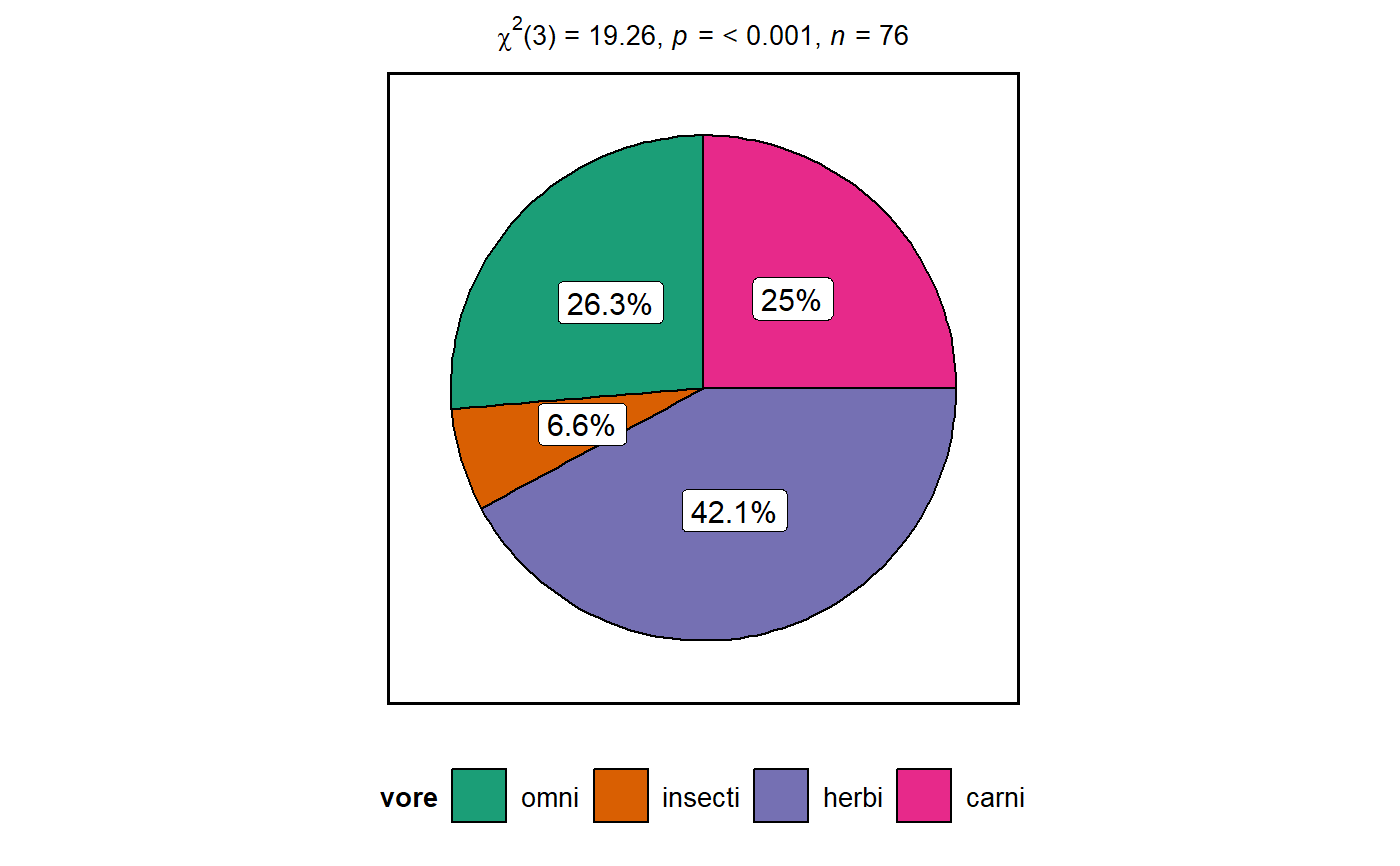 χ²(3) = 19.26, p = < 0.001, n = 76
26.3%
25%
6.6%
42.1%
vore omni insecti herbi carni